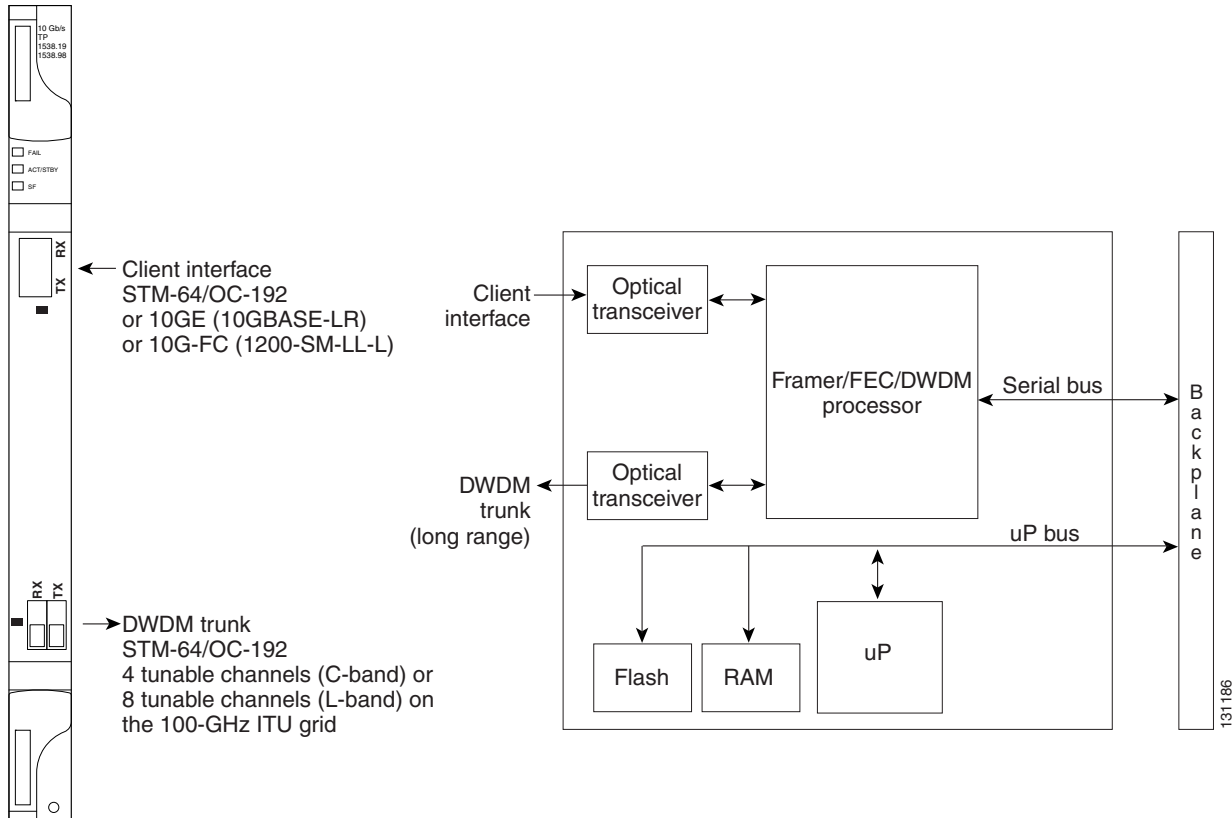 10 Gb/s
TP
1538.19
1538.98
FAIL
ACT/STBY
SF
RX
TX
Client interface
STM-64/OC-192
or 10GE (10GBASE-LR)
or 10G-FC (1200-SM-LL-L)
RX
TX
DWDM trunk
STM-64/OC-192
4 tunable channels (C-band) or
8 tunable channels (L-band) on
the 100-GHz ITU grid
Client
interface
Optical
transceiver
Framer/FEC/DWDM
processor
Serial bus
DWDM
trunk
(long range)
Optical
transceiver
uP bus
Flash
RAM
uP
Backplane
131186